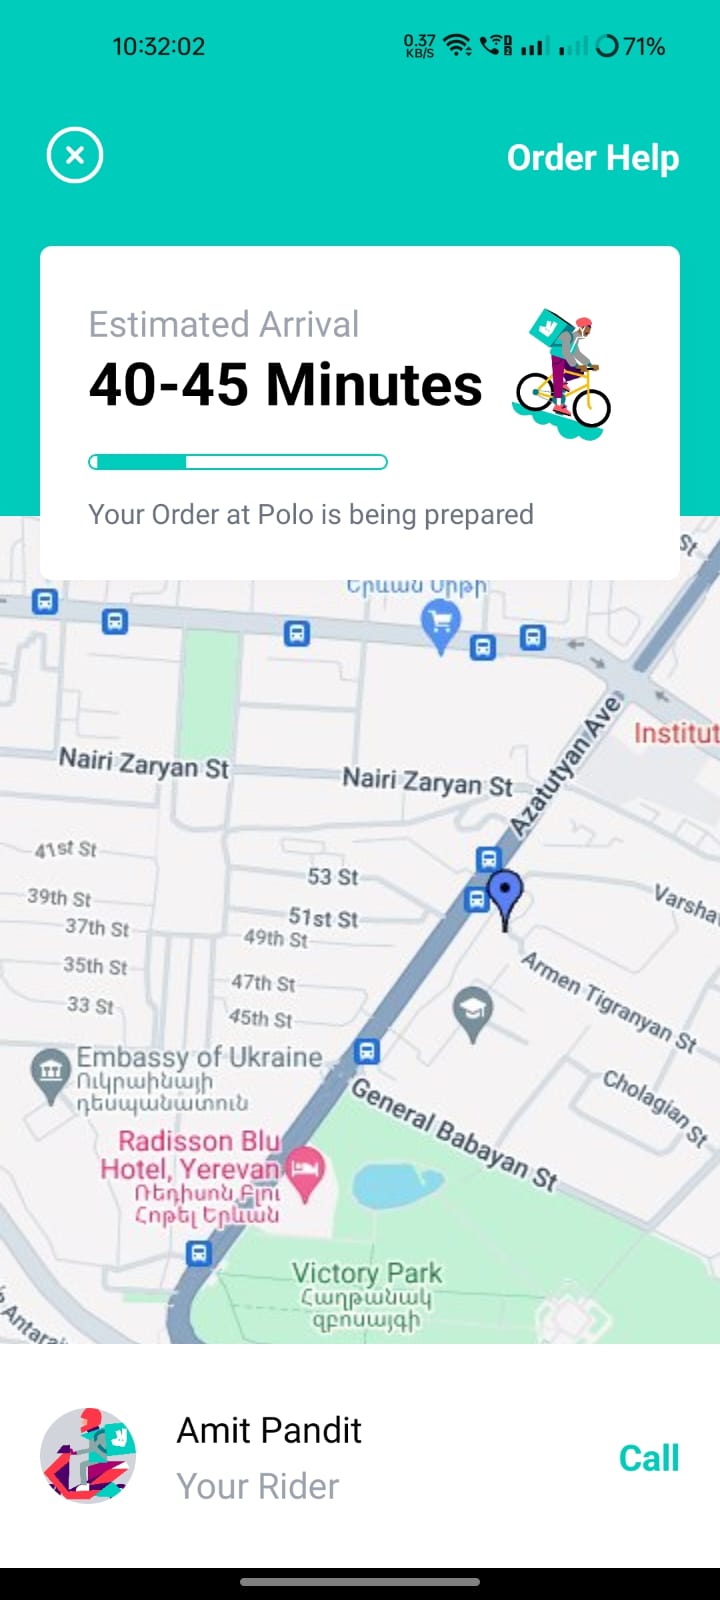 10:32:02
0.37
KB/S
71%
Order Help
Estimated Arrival
40-45 Minutes
Your Order at Polo is being prepared
St
Երևան Սիթի
Azatutyan Ave
Institut
Nairi Zaryan St
Nairi Zaryan St
41st St
53 St
39th St
51st St
37th St
49th St
Varsha
35th St
47th St
Armen Tigranyan St
33 St
45th St
Embassy of Ukraine
Ուկրաինայի
դեսպանատուն
Cholagian St
General Babayan St
Radisson Blu
Hotel, Yerevan
Ռեդիսոն Բլու
Հոթել Երևան
Victory Park
Հաղթանակ
զբոսայգի
Antarai
Amit Pandit
Your Rider
Call